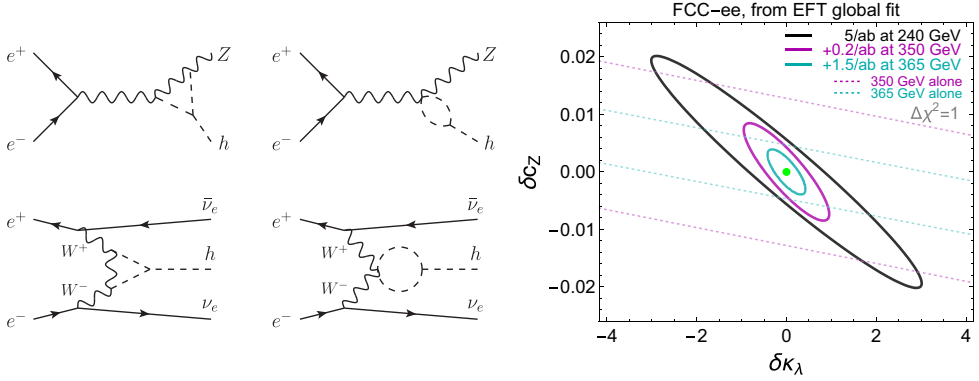 e⁺
Z
e⁻
h
e⁺
Z
e⁻
h
e⁺
ν̄ₑ
W⁺
h
W⁻
e⁻
νₑ
e⁺
ν̄ₑ
W⁺
h
W⁻
e⁻
νₑ
FCC-ee, from EFT global fit
5/ab at 240 GeV
+0.2/ab at 350 GeV
+1.5/ab at 365 GeV
350 GeV alone
365 GeV alone
Δχ²=1
0.02
0.01
0.00
−0.01
−0.02
δc_Z
−4
−2
0
2
4
δκ_λ